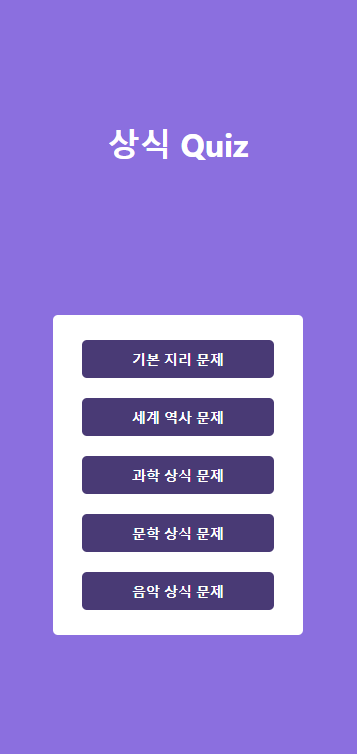 상식 Quiz
기본 지리 문제
세계 역사 문제
과학 상식 문제
문학 상식 문제
음악 상식 문제